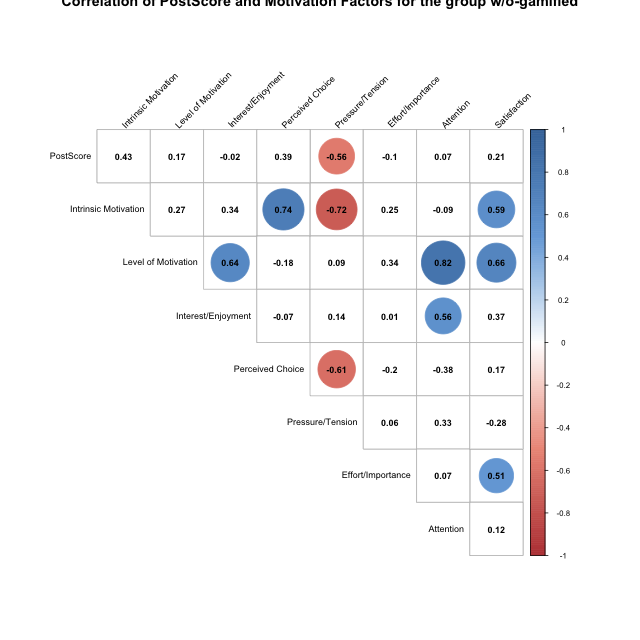 Correlation of PostScore and Motivation Factors for the group w/o-gamified
Intrinsic Motivation
Level of Motivation
Interest/Enjoyment
Perceived Choice
Pressure/Tension
Effort/Importance
Attention
Satisfaction
PostScore 0.43 0.17 -0.02 0.39 -0.56 -0.1 0.07 0.21
Intrinsic Motivation 0.27 0.34 0.74 -0.72 0.25 -0.09 0.59
Level of Motivation 0.64 -0.18 0.09 0.34 0.82 0.66
Interest/Enjoyment -0.07 0.14 0.01 0.56 0.37
Perceived Choice -0.61 -0.2 -0.38 0.17
Pressure/Tension 0.06 0.33 -0.28
Effort/Importance 0.07 0.51
Attention 0.12
1
0.8
0.6
0.4
0.2
0
-0.2
-0.4
-0.6
-0.8
-1